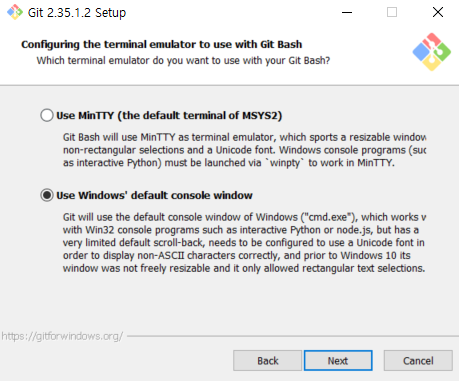 Git 2.35.1.2 Setup
Configuring the terminal emulator to use with Git Bash
Which terminal emulator do you want to use with your Git Bash?
Use MinTTY (the default terminal of MSYS2)
Git Bash will use MinTTY as terminal emulator, which sports a resizable window
non-rectangular selections and a Unicode font. Windows console programs (suc
as interactive Python) must be launched via `winpty` to work in MinTTY.
Use Windows' default console window
Git will use the default console window of Windows ("cmd.exe"), which works
with Win32 console programs such as interactive Python or node.js, but has a
very limited default scroll-back, needs to be configured to use a Unicode font in
order to display non-ASCII characters correctly, and prior to Windows 10 its
window was not freely resizable and it only allowed rectangular text selections.
https://gitforwindows.org/
Back Next Cancel